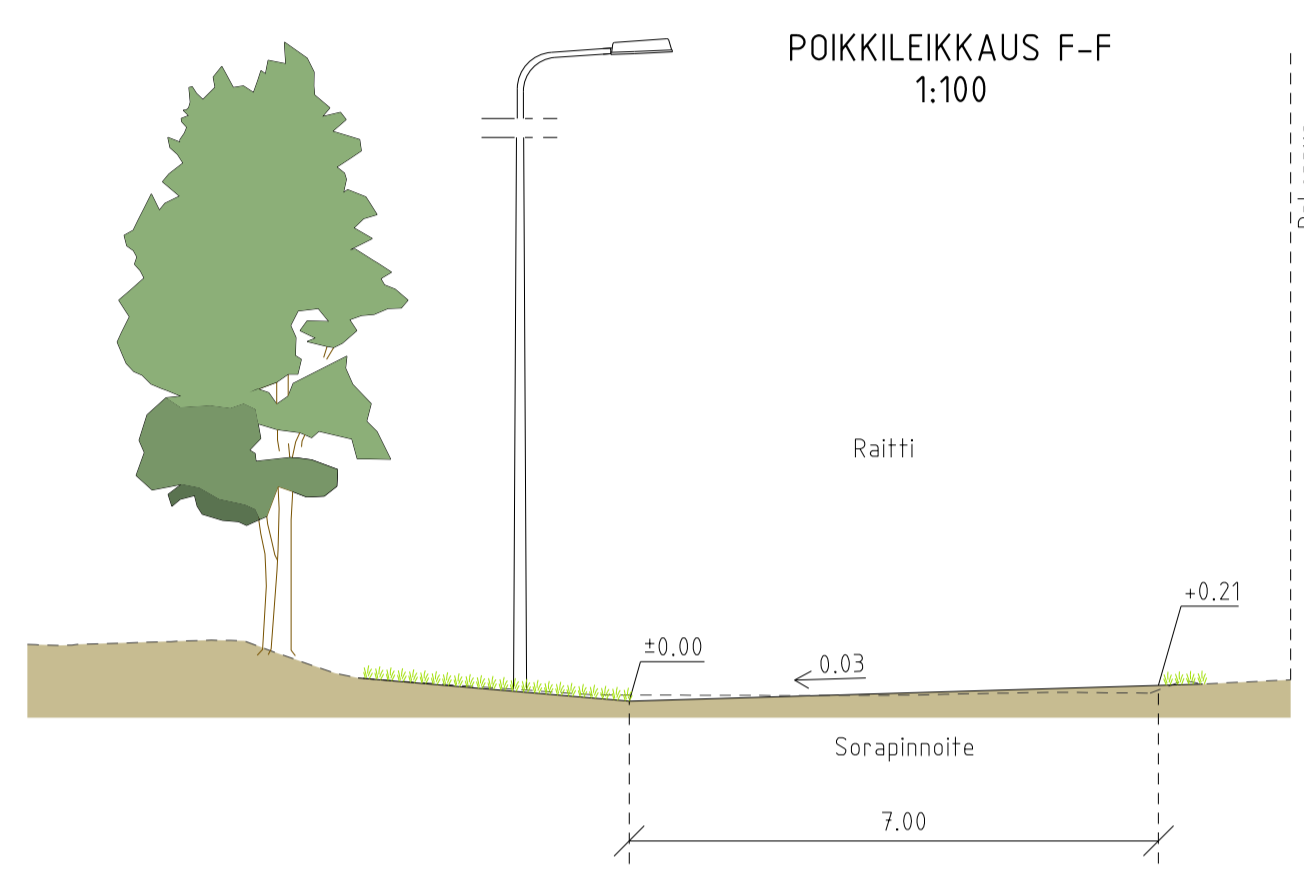 POIKKILEIKKAUS F-F
1:100
Raitti
+0.21
±0.00
0.03
Sorapinnoite
7.00